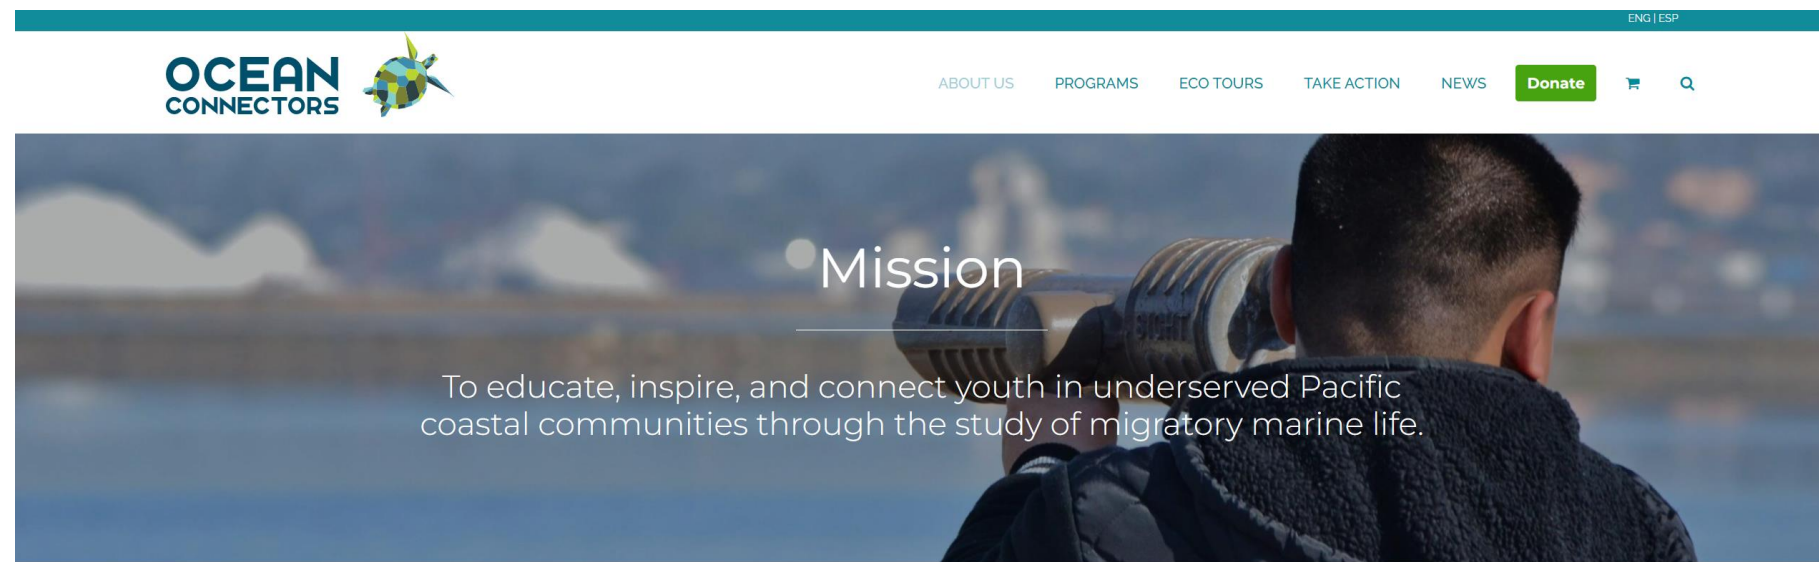 ENG | ESP
OCEAN
CONNECTORS
ABOUT US PROGRAMS ECO TOURS TAKE ACTION NEWS Donate
Mission
To educate, inspire, and connect youth in underserved Pacific
coastal communities through the study of migratory marine life.